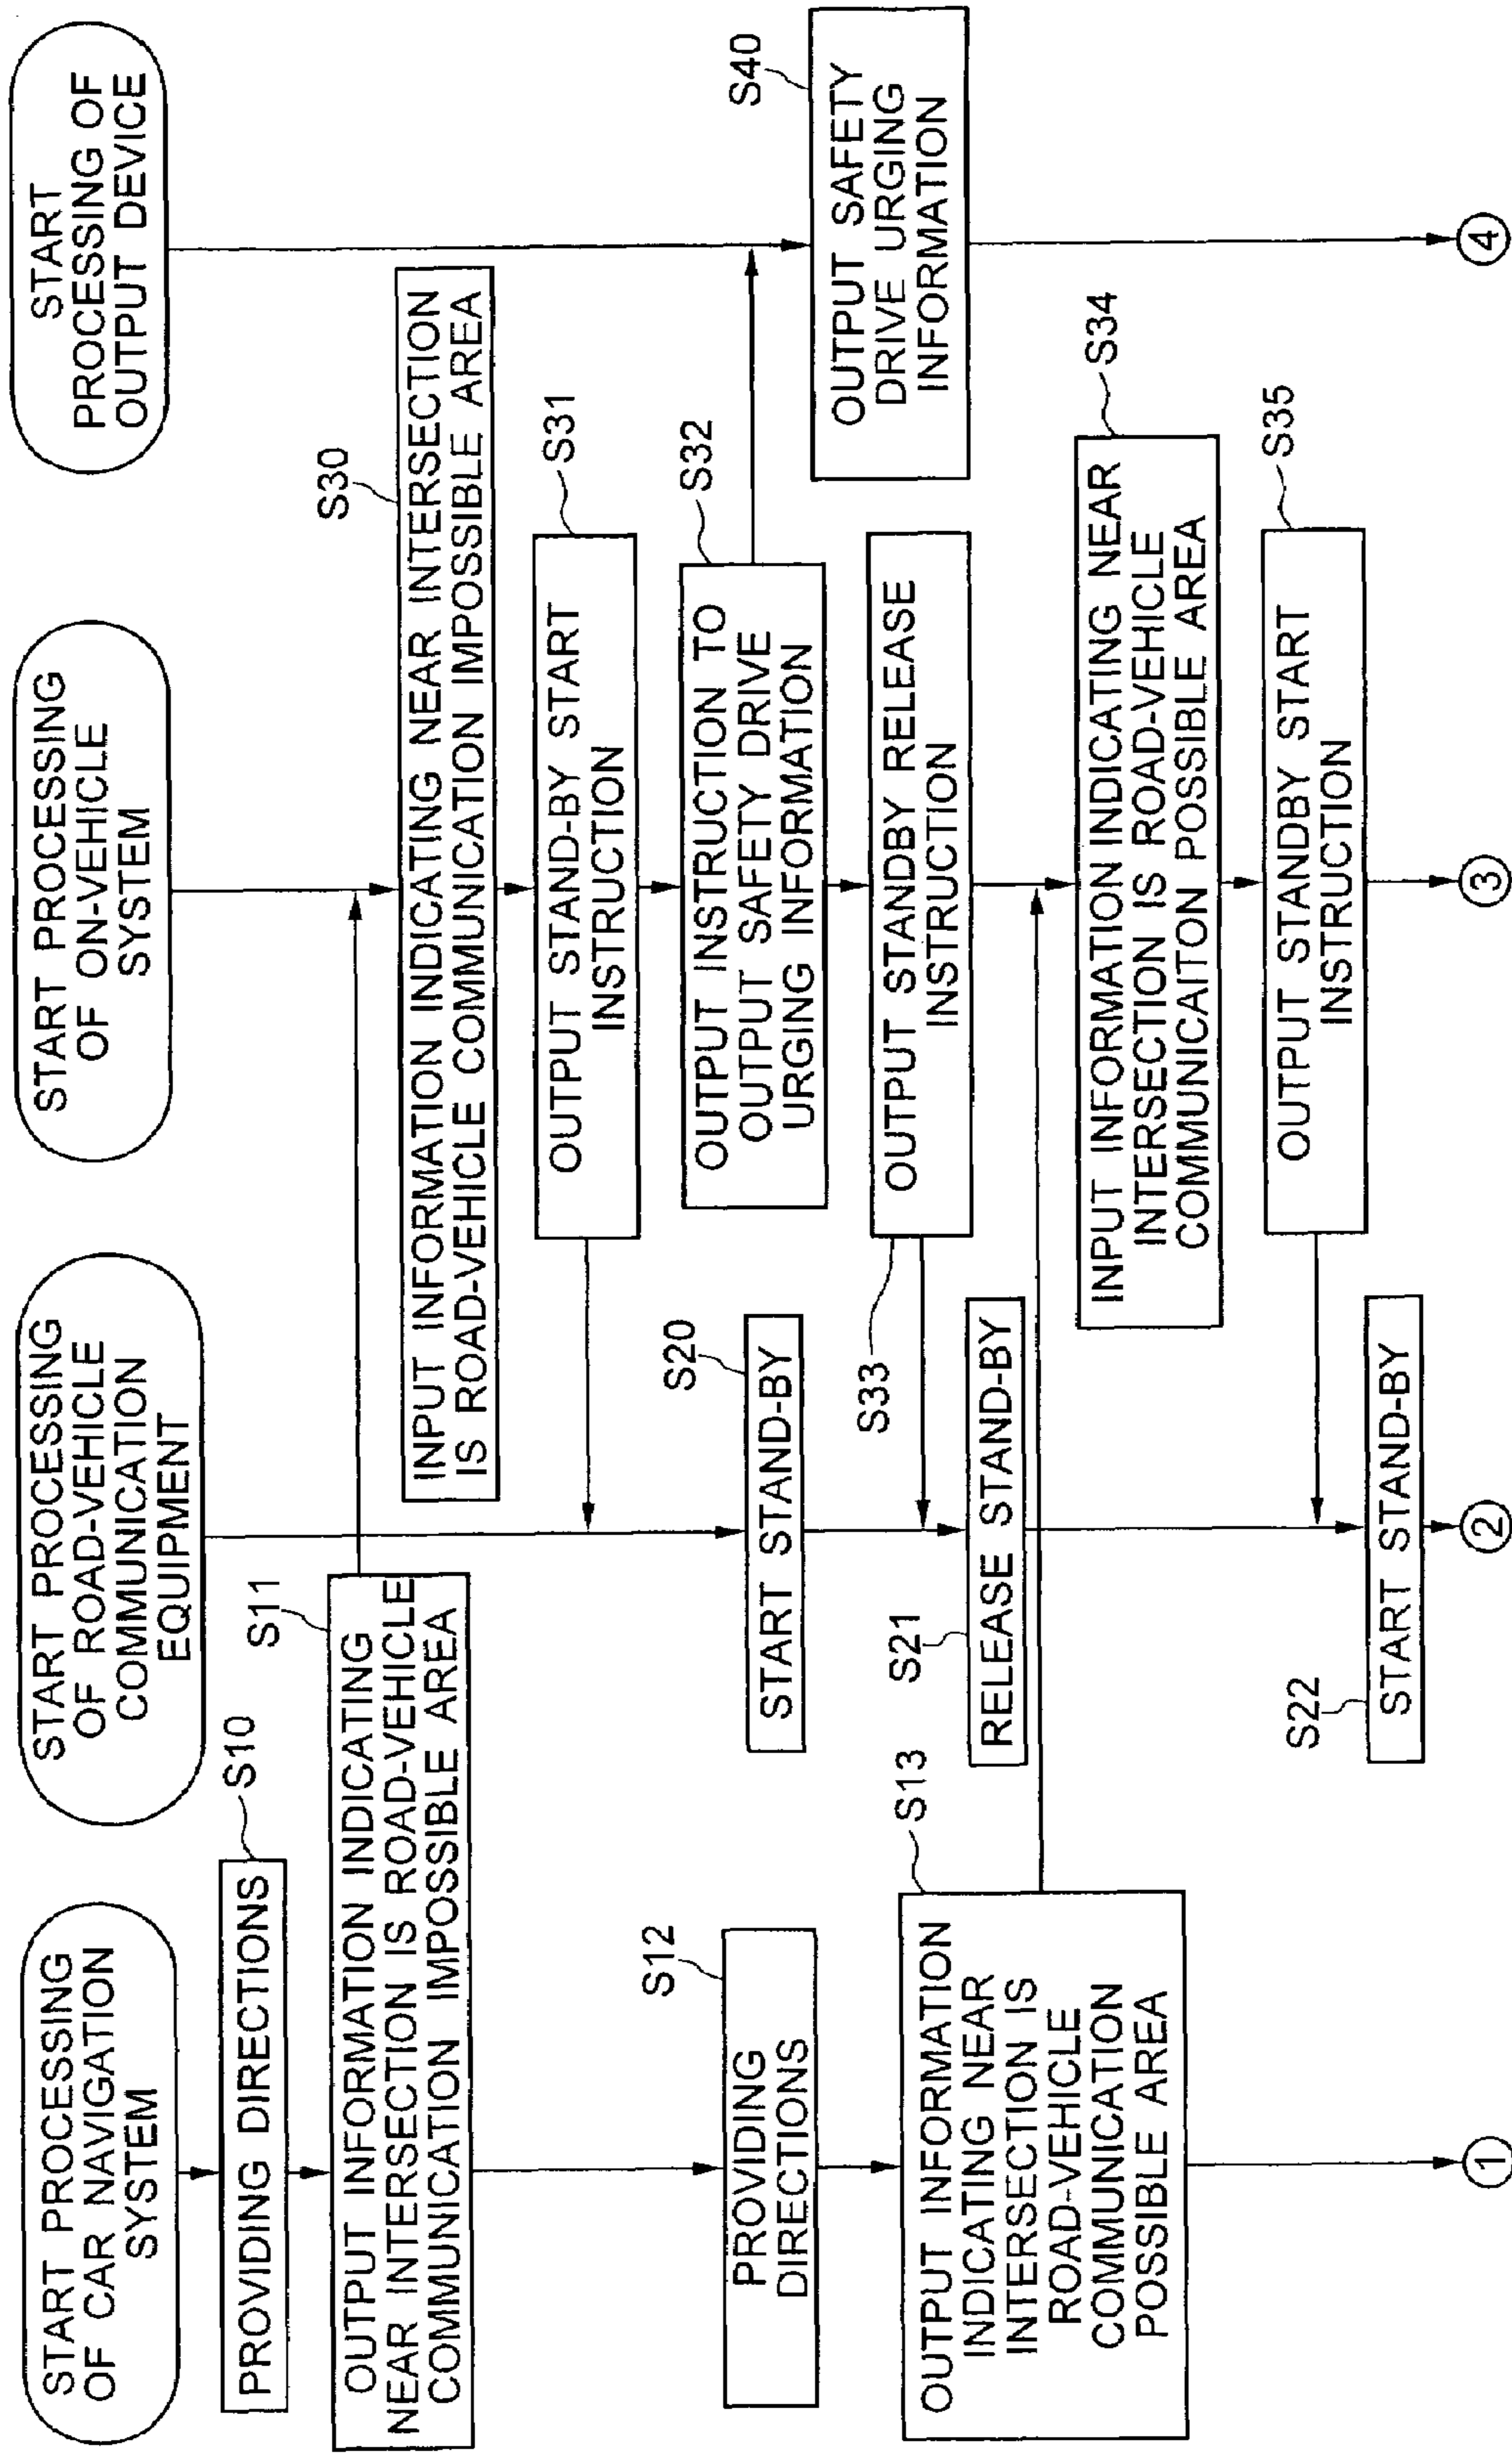 START PROCESSING
OF CAR NAVIGATION
SYSTEM
S10
PROVIDING DIRECTIONS
S11
OUTPUT INFORMATION INDICATING
NEAR INTERSECTION IS ROAD-VEHICLE
COMMUNICATION IMPOSSIBLE AREA
S12
PROVIDING
DIRECTIONS
S13
OUTPUT INFORMATION
INDICATING NEAR
INTERSECTION IS
ROAD-VEHICLE
COMMUNICATION
POSSIBLE AREA
1
START PROCESSING
OF ROAD-VEHICLE
COMMUNICATION
EQUIPMENT
S20
START STAND-BY
S21
RELEASE STAND-BY
S22
START STAND-BY
2
START PROCESSING
OF ON-VEHICLE
SYSTEM
S30
INPUT INFORMATION INDICATING NEAR INTERSECTION
IS ROAD-VEHICLE COMMUNICATION IMPOSSIBLE AREA
S31
OUTPUT STAND-BY START
INSTRUCTION
S32
OUTPUT INSTRUCTION TO
OUTPUT SAFETY DRIVE
URGING INFORMATION
S33
OUTPUT STANDBY RELEASE
INSTRUCTION
S34
INPUT INFORMATION INDICATING NEAR
INTERSECTION IS ROAD-VEHICLE
COMMUNICAITON POSSIBLE AREA
S35
OUTPUT STANDBY START
INSTRUCTION
3
START
PROCESSING OF
OUTPUT DEVICE
S40
OUTPUT SAFETY
DRIVE URGING
INFORMATION
4